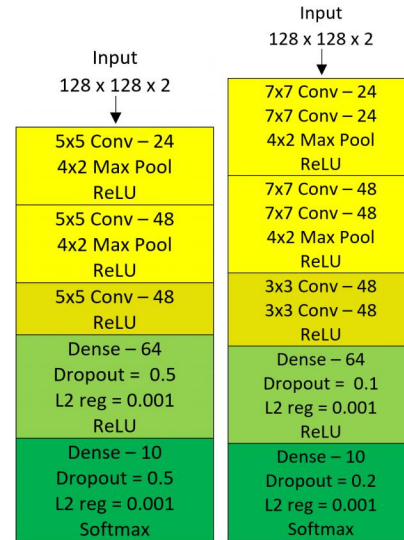 Input
128 x 128 x 2
5x5 Conv – 24
4x2 Max Pool
ReLU
5x5 Conv – 48
4x2 Max Pool
ReLU
5x5 Conv – 48
ReLU
Dense – 64
Dropout = 0.5
L2 reg = 0.001
ReLU
Dense – 10
Dropout = 0.5
L2 reg = 0.001
Softmax
Input
128 x 128 x 2
7x7 Conv – 24
7x7 Conv – 24
4x2 Max Pool
ReLU
7x7 Conv – 48
7x7 Conv – 48
4x2 Max Pool
ReLU
3x3 Conv – 48
3x3 Conv – 48
ReLU
Dense – 64
Dropout = 0.1
L2 reg = 0.001
ReLU
Dense – 10
Dropout = 0.2
L2 reg = 0.001
Softmax